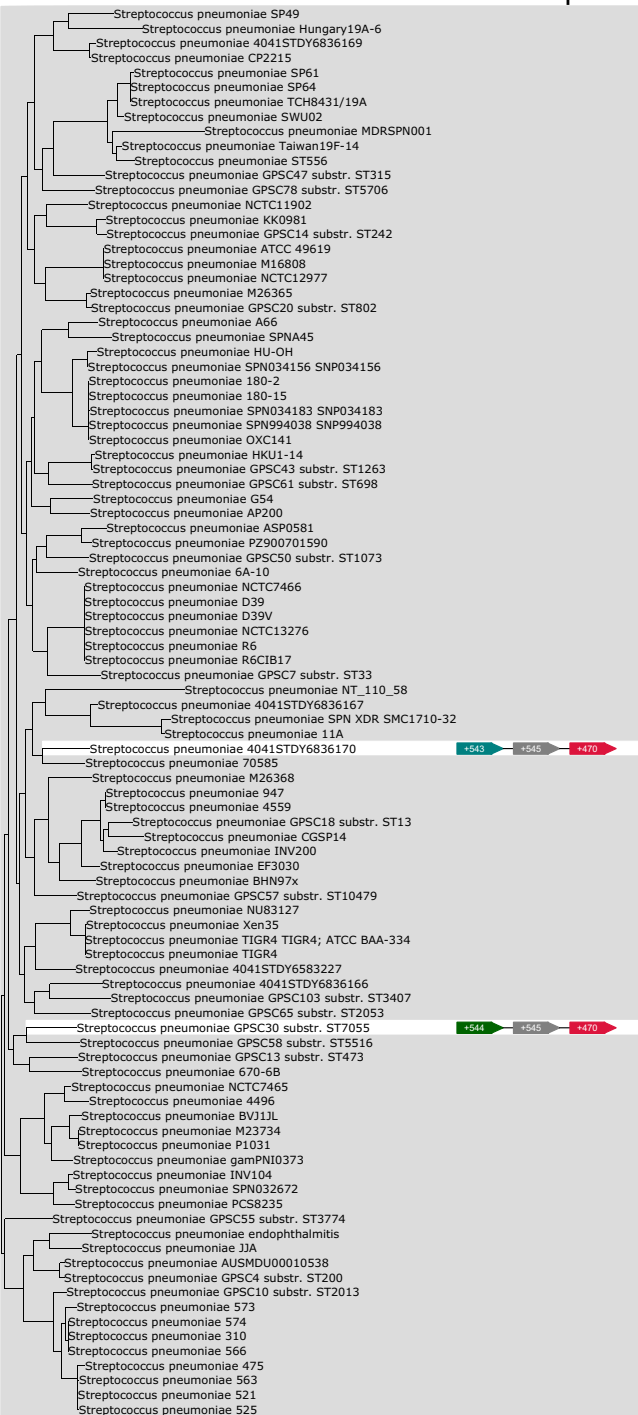 Streptococcus pneumoniae SP49
Streptococcus pneumoniae Hungary19A-6
Streptococcus pneumoniae 4041STDY6836169
Streptococcus pneumoniae CP2215
Streptococcus pneumoniae SP61
Streptococcus pneumoniae SP64
Streptococcus pneumoniae TCH8431/19A
Streptococcus pneumoniae SWU02
Streptococcus pneumoniae MDRSPN001
Streptococcus pneumoniae Taiwan19F-14
Streptococcus pneumoniae ST556
Streptococcus pneumoniae GPSC47 substr. ST315
Streptococcus pneumoniae GPSC78 substr. ST5706
Streptococcus pneumoniae NCTC11902
Streptococcus pneumoniae KK0981
Streptococcus pneumoniae GPSC14 substr. ST242
Streptococcus pneumoniae ATCC 49619
Streptococcus pneumoniae M16808
Streptococcus pneumoniae NCTC12977
Streptococcus pneumoniae M26365
Streptococcus pneumoniae GPSC20 substr. ST802
Streptococcus pneumoniae A66
Streptococcus pneumoniae SPNA45
Streptococcus pneumoniae HU-OH
Streptococcus pneumoniae SPN034156 SNP034156
Streptococcus pneumoniae 180-2
Streptococcus pneumoniae 180-15
Streptococcus pneumoniae SPN034183 SNP034183
Streptococcus pneumoniae SPN994038 SNP994038
Streptococcus pneumoniae OXC141
Streptococcus pneumoniae HKU1-14
Streptococcus pneumoniae GPSC43 substr. ST1263
Streptococcus pneumoniae GPSC61 substr. ST698
Streptococcus pneumoniae G54
Streptococcus pneumoniae AP200
Streptococcus pneumoniae ASP0581
Streptococcus pneumoniae PZ900701590
Streptococcus pneumoniae GPSC50 substr. ST1073
Streptococcus pneumoniae 6A-10
Streptococcus pneumoniae NCTC7466
Streptococcus pneumoniae D39
Streptococcus pneumoniae D39V
Streptococcus pneumoniae NCTC13276
Streptococcus pneumoniae R6
Streptococcus pneumoniae R6CIB17
Streptococcus pneumoniae GPSC7 substr. ST33
Streptococcus pneumoniae NT_110_58
Streptococcus pneumoniae 4041STDY6836167
Streptococcus pneumoniae SPN XDR SMC1710-32
Streptococcus pneumoniae 11A
Streptococcus pneumoniae 4041STDY6836170 +543 +545 +470
Streptococcus pneumoniae 70585
Streptococcus pneumoniae M26368
Streptococcus pneumoniae 947
Streptococcus pneumoniae 4559
Streptococcus pneumoniae GPSC18 substr. ST13
Streptococcus pneumoniae CGSP14
Streptococcus pneumoniae INV200
Streptococcus pneumoniae EF3030
Streptococcus pneumoniae BHN97x
Streptococcus pneumoniae GPSC57 substr. ST10479
Streptococcus pneumoniae NU83127
Streptococcus pneumoniae Xen35
Streptococcus pneumoniae TIGR4 TIGR4; ATCC BAA-334
Streptococcus pneumoniae TIGR4
Streptococcus pneumoniae 4041STDY6583227
Streptococcus pneumoniae 4041STDY6836166
Streptococcus pneumoniae GPSC103 substr. ST3407
Streptococcus pneumoniae GPSC65 substr. ST2053
Streptococcus pneumoniae GPSC30 substr. ST7055 +544 +545 +470
Streptococcus pneumoniae GPSC58 substr. ST5516
Streptococcus pneumoniae GPSC13 substr. ST473
Streptococcus pneumoniae 670-6B
Streptococcus pneumoniae NCTC7465
Streptococcus pneumoniae 4496
Streptococcus pneumoniae BVJ1JL
Streptococcus pneumoniae M23734
Streptococcus pneumoniae P1031
Streptococcus pneumoniae gamPNI0373
Streptococcus pneumoniae INV104
Streptococcus pneumoniae SPN032672
Streptococcus pneumoniae PCS8235
Streptococcus pneumoniae GPSC55 substr. ST3774
Streptococcus pneumoniae endophthalmitis
Streptococcus pneumoniae JJA
Streptococcus pneumoniae AUSMDU00010538
Streptococcus pneumoniae GPSC4 substr. ST200
Streptococcus pneumoniae GPSC10 substr. ST2013
Streptococcus pneumoniae 573
Streptococcus pneumoniae 574
Streptococcus pneumoniae 310
Streptococcus pneumoniae 566
Streptococcus pneumoniae 475
Streptococcus pneumoniae 563
Streptococcus pneumoniae 521
Streptococcus pneumoniae 525